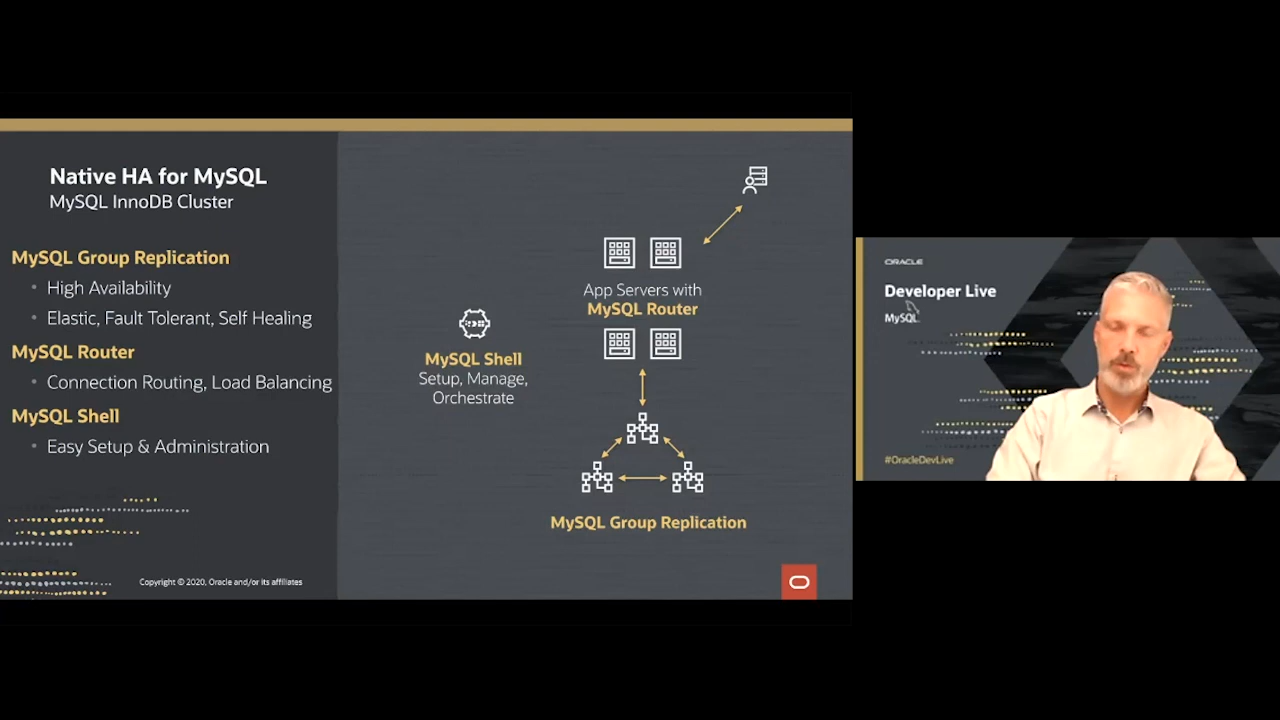 Native HA for MySQL
MySQL InnoDB Cluster
MySQL Group Replication
• High Availability
• Elastic, Fault Tolerant, Self Healing
MySQL Router
• Connection Routing, Load Balancing
MySQL Shell
• Easy Setup & Administration
Copyright © 2020, Oracle and/or its affiliates
App Servers with
MySQL Router
MySQL Shell
Setup, Manage,
Orchestrate
MySQL Group Replication
ORACLE
Developer Live
MySQL
#OracleDevLive